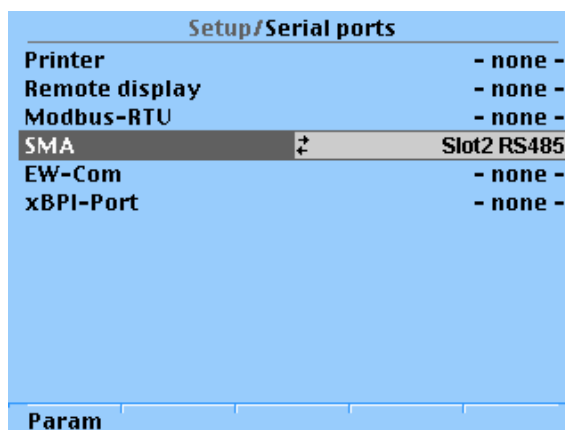 Setup/Serial ports
Printer - none -
Remote display - none -
Modbus-RTU - none -
SMA Slot2 RS485
EW-Com - none -
xBPI-Port - none -
Param